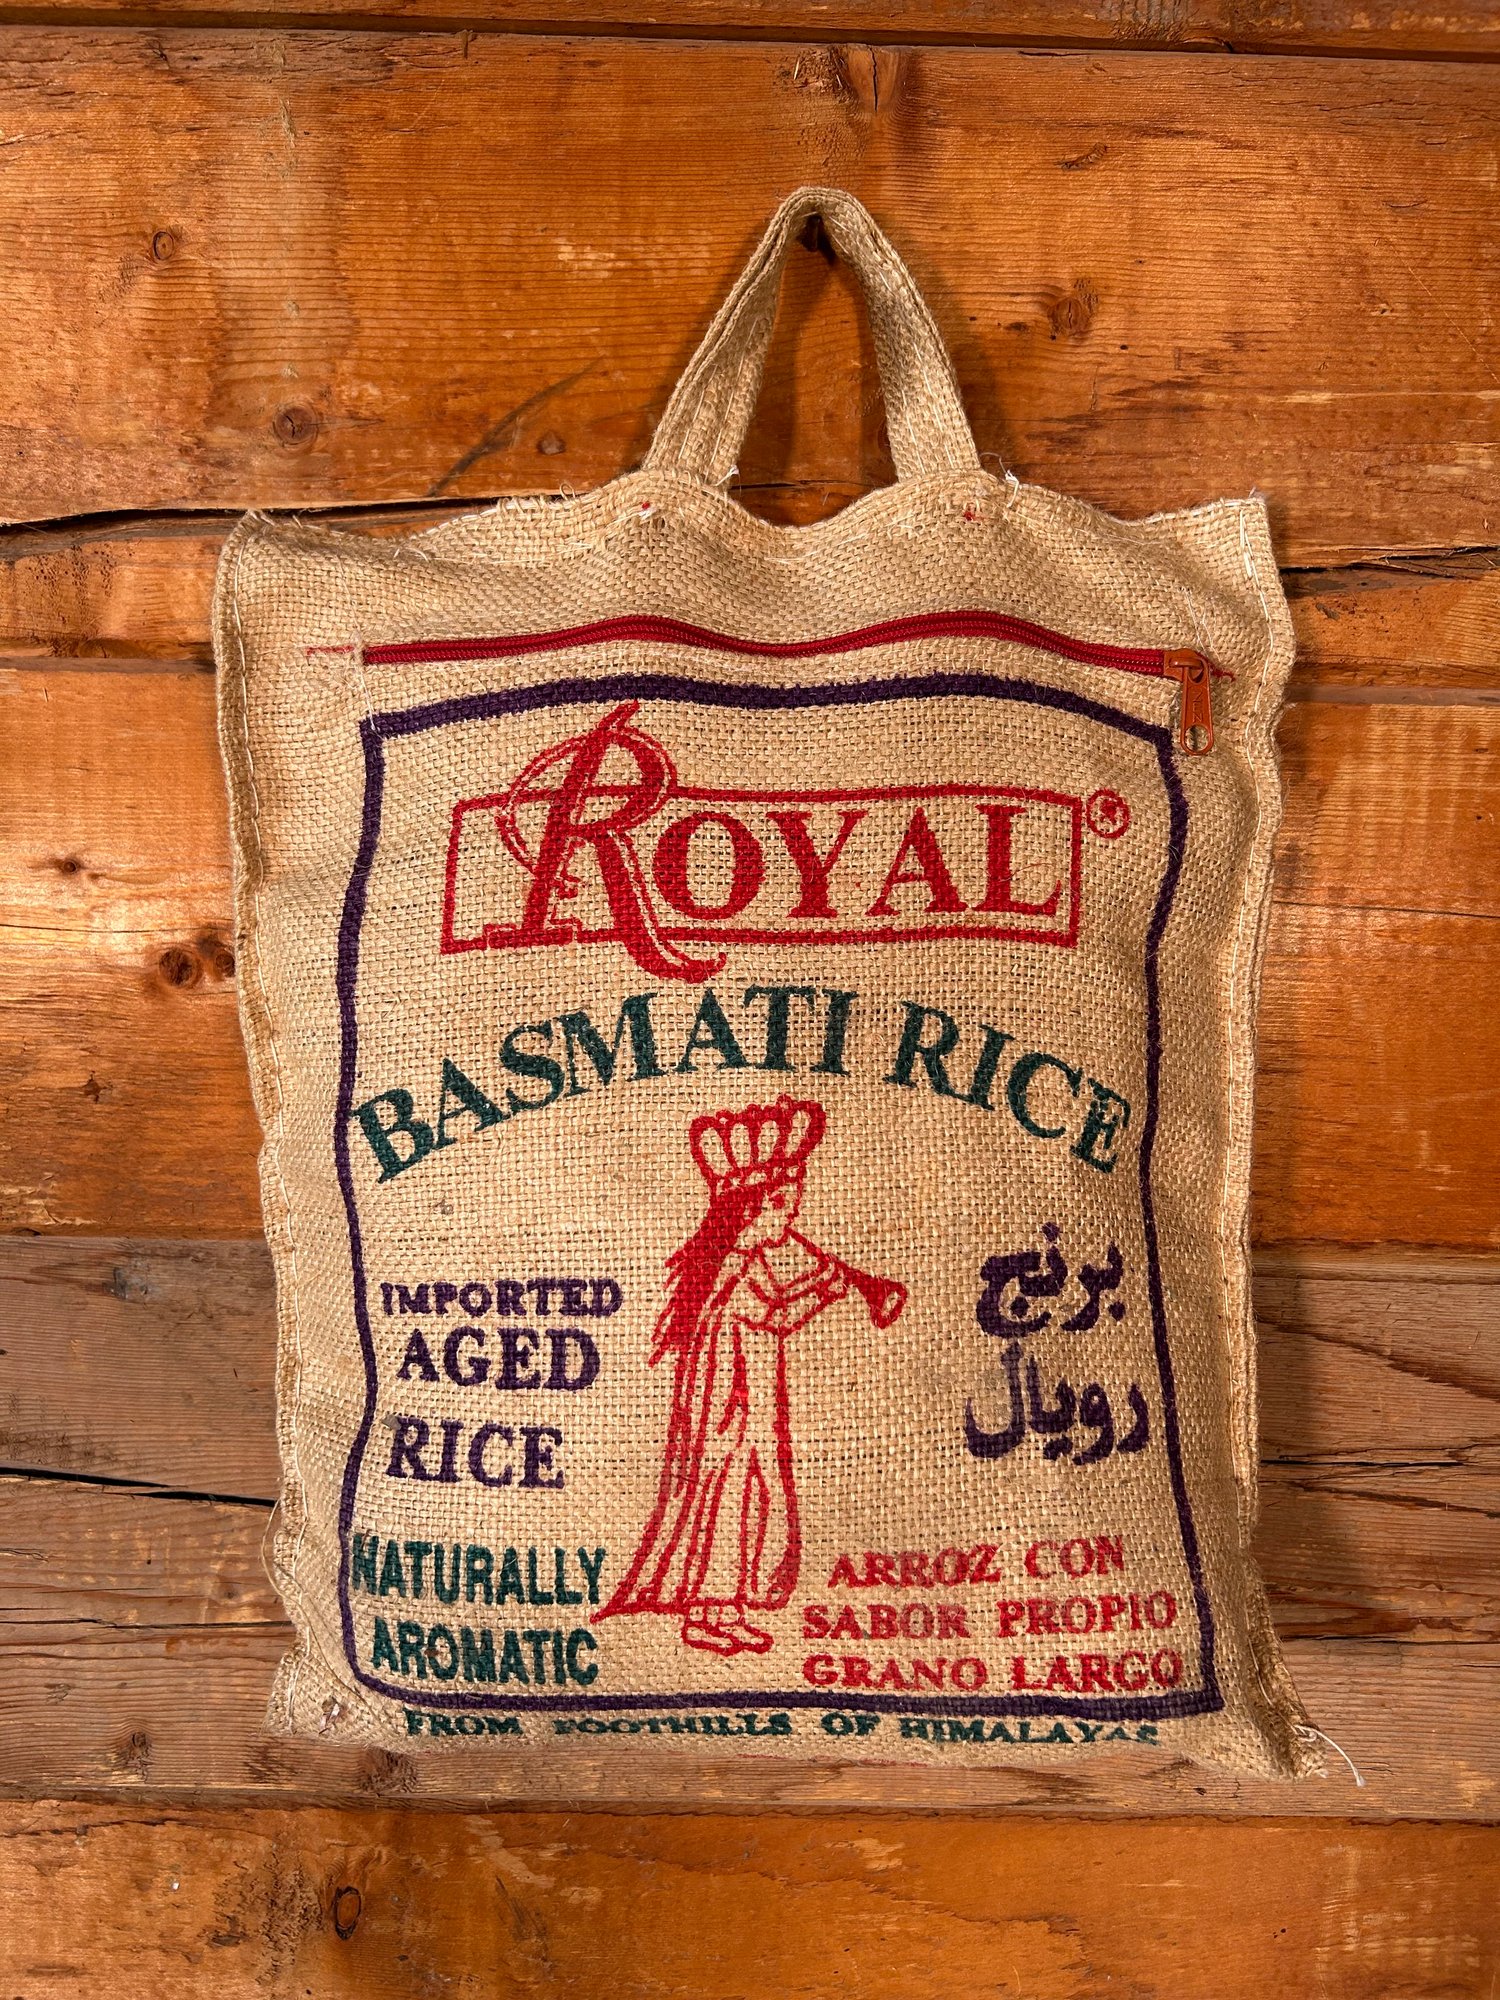 ROYAL®
BASMATI RICE
IMPORTED
AGED
RICE
برنج
رويال
NATURALLY
AROMATIC
ARROZ CON
SABOR PROPIO
GRANO LARGO
FROM FOOTHILLS OF HIMALAYAS